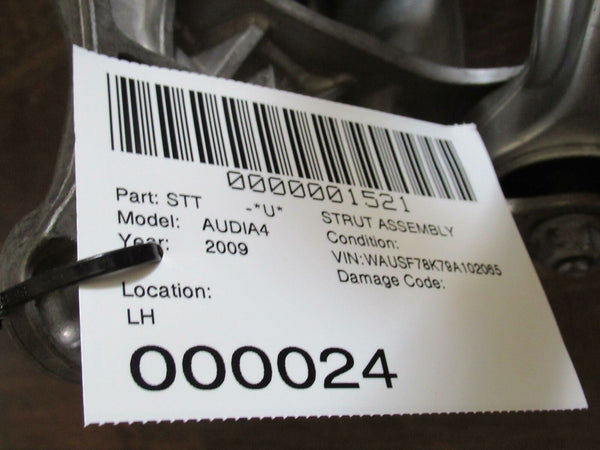 0000001521
Part: STT -*U* STRUT ASSEMBLY
Model: AUDIA4 Condition:
Year: 2009 VIN:WAUSF78K79A102065
Damage Code:
Location:
LH
000024